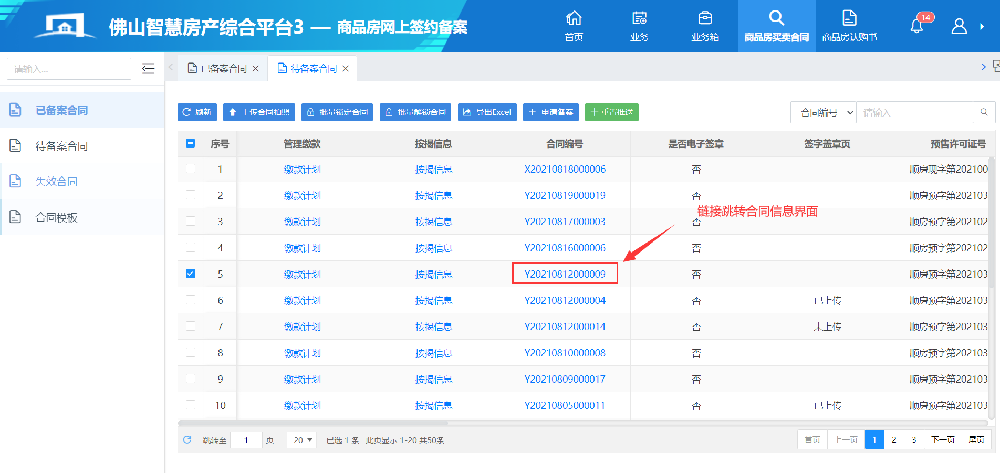 佛山智慧房产综合平台3 — 商品房网上签约备案
首页
业务
业务箱
商品房买卖合同
商品房认购书
14
请输入...
已备案合同
待备案合同
已备案合同
待备案合同
失效合同
合同模板
刷新
上传合同拍照
批量锁定合同
批量解锁合同
导出Excel
申请备案
重置推送
合同编号
请输入
序号 管理缴款 按揭信息 合同编号 是否电子签章 签字盖章页 预售许可证号
1 缴款计划 按揭信息 X20210818000006 否 顺房现字第202100
2 缴款计划 按揭信息 Y20210819000019 否 顺房预字第202103
链接跳转合同信息界面
3 缴款计划 按揭信息 Y20210817000003 否 顺房预字第202102
4 缴款计划 按揭信息 Y20210816000006 否 顺房预字第202102
5 缴款计划 按揭信息 Y20210812000009 否 顺房预字第202103
6 缴款计划 按揭信息 Y20210812000004 否 已上传 顺房预字第202103
7 缴款计划 按揭信息 Y20210812000014 否 未上传 顺房预字第202103
8 缴款计划 按揭信息 Y20210810000008 否 顺房预字第202103
9 缴款计划 按揭信息 Y20210809000017 否 顺房预字第202103
10 缴款计划 按揭信息 Y20210805000011 否 已上传 顺房预字第202103
跳转至 1 页 20 已选 1 条 此页显示 1-20 共50条
首页 上一页 1 2 3 下一页 尾页